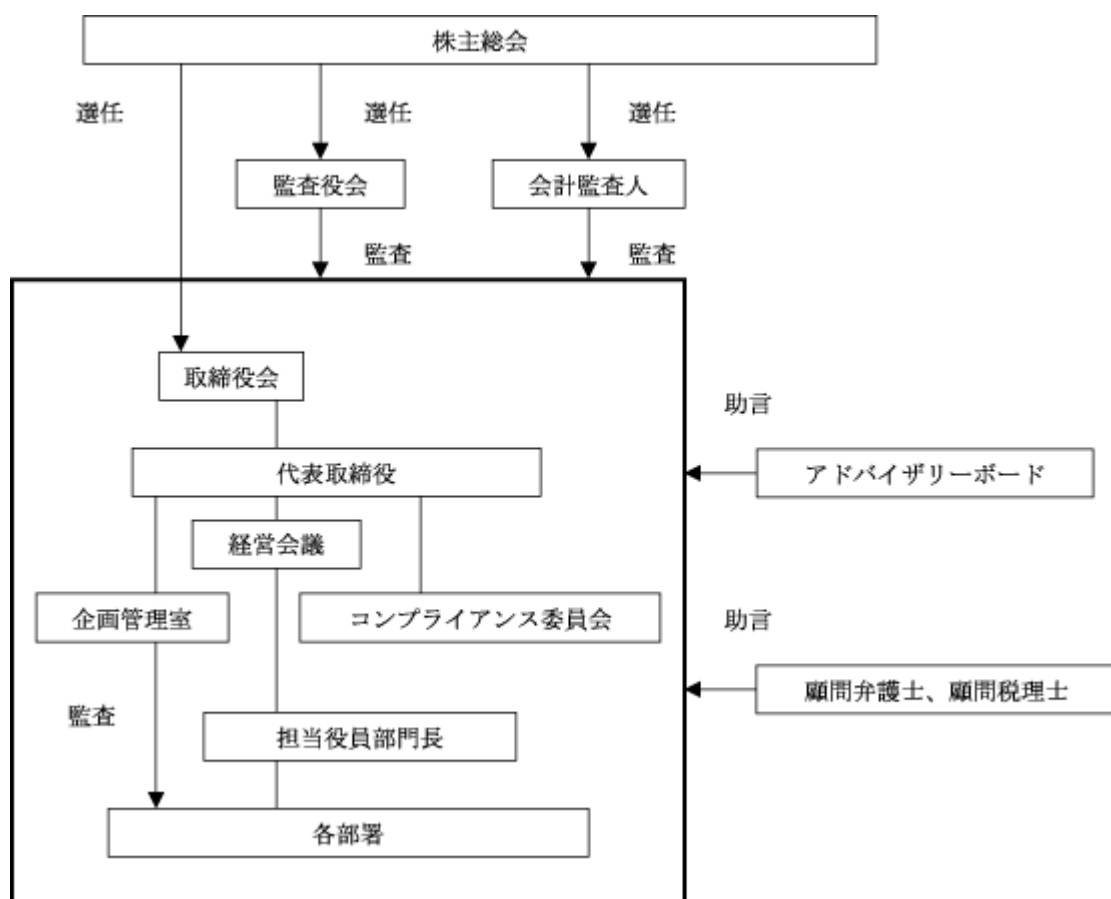 株主総会
選任
選任
選任
監査役会
会計監査人
監査
監査
取締役会
助言
代表取締役
アドバイザリーボード
経営会議
企画管理室
コンプライアンス委員会
助言
顧問弁護士、顧問税理士
監査
担当役員部門長
各部署